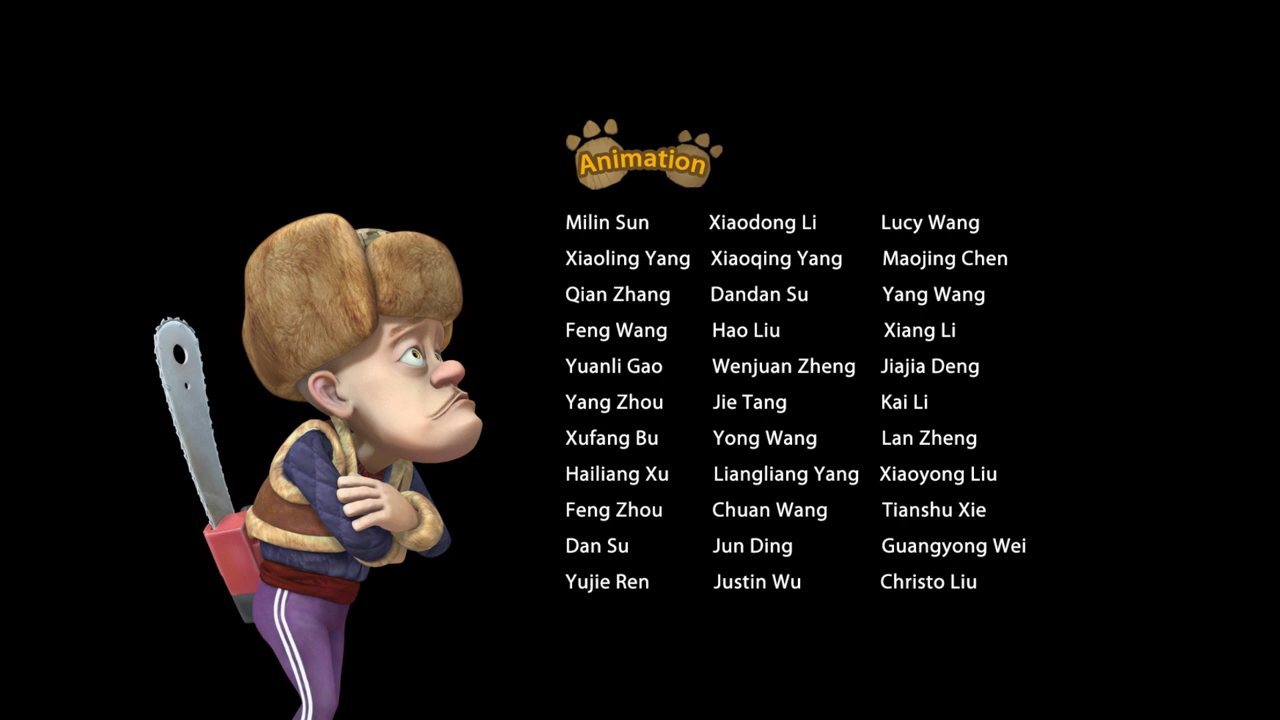 Animation
Milin Sun Xiaodong Li Lucy Wang
Xiaoling Yang Xiaoqing Yang Maojing Chen
Qian Zhang Dandan Su Yang Wang
Feng Wang Hao Liu Xiang Li
Yuanli Gao Wenjuan Zheng Jiajia Deng
Yang Zhou Jie Tang Kai Li
Xufang Bu Yong Wang Lan Zheng
Hailiang Xu Liangliang Yang Xiaoyong Liu
Feng Zhou Chuan Wang Tianshu Xie
Dan Su Jun Ding Guangyong Wei
Yujie Ren Justin Wu Christo Liu